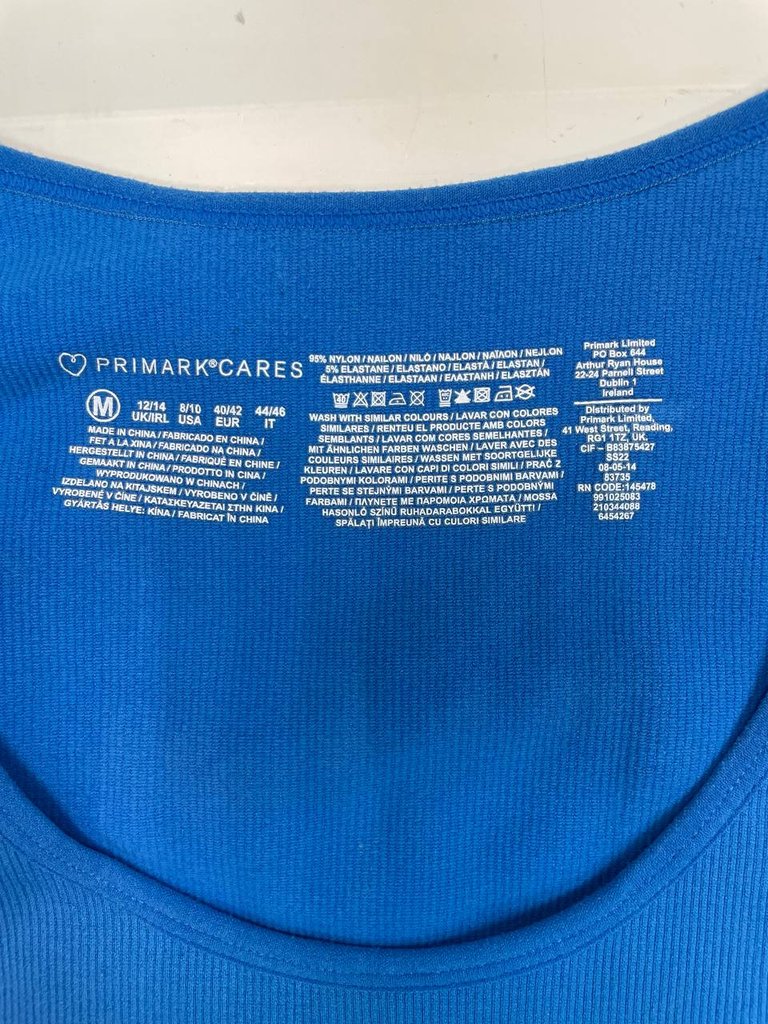 PRIMARK®CARES
M
12/14 8/10 40/42 44/46
UK/IRL USA EUR IT
MADE IN CHINA / FABRICADO EN CHINA /
FET A LA XINA / FABRICADO NA CHINA /
HERGESTELLT IN CHINA / FABRIQUÉ EN CHINE /
GEMAAKT IN CHINA / PRODOTTO IN CINA /
WYPRODUKOWANO W CHINACH /
IZDELANO NA KITAJSKEM / VYROBENO V ČÍNĚ /
VYROBENÉ V ČÍNE / ΚΑΤΑΣΚΕΥΑΖΕΤΑΙ ΣΤΗΝ ΚΙΝΑ /
GYÁRTÁS HELYE: KÍNA / FABRICAT ÎN CHINA
95% NYLON / NAILON / NILÓ / NAJLON / ΝΑΪΛΟΝ / NEJLON
5% ELASTANE / ELASTANO / ELASTÀ / ELASTAN /
ÉLASTHANNE / ELASTAAN / ΕΛΑΣΤΑΝΗ / ELASZTÁN
WASH WITH SIMILAR COLOURS / LAVAR CON COLORES
SIMILARES / RENTEU EL PRODUCTE AMB COLORS
SEMBLANTS / LAVAR COM CORES SEMELHANTES /
MIT ÄHNLICHEN FARBEN WASCHEN / LAVER AVEC DES
COULEURS SIMILAIRES / WASSEN MET SOORTGELIJKE
KLEUREN / LAVARE CON CAPI DI COLORI SIMILI / PRAĆ Z
PODOBNYMI KOLORAMI / PERITE S PODOBNIMI BARVAMI /
PERTE SE STEJNÝMI BARVAMI / PERTE S PODOBNÝMI
FARBAMI / ΠΛΥΝΕΤΕ ΜΕ ΠΑΡΟΜΟΙΑ ΧΡΩΜΑΤΑ / MOSSA
HASONLÓ SZÍNŰ RUHADARABOKKAL EGYÜTT! /
SPĂLAȚI ÎMPREUNĂ CU CULORI SIMILARE
Primark Limited
PO Box 644
Arthur Ryan House
22-24 Parnell Street
Dublin 1
Ireland
Distributed by
Primark Limited,
41 West Street, Reading,
RG1 1TZ, UK.
CIF – B83875427
SS22
08-05-14
83735
RN CODE:145478
991025083
210344088
6454267